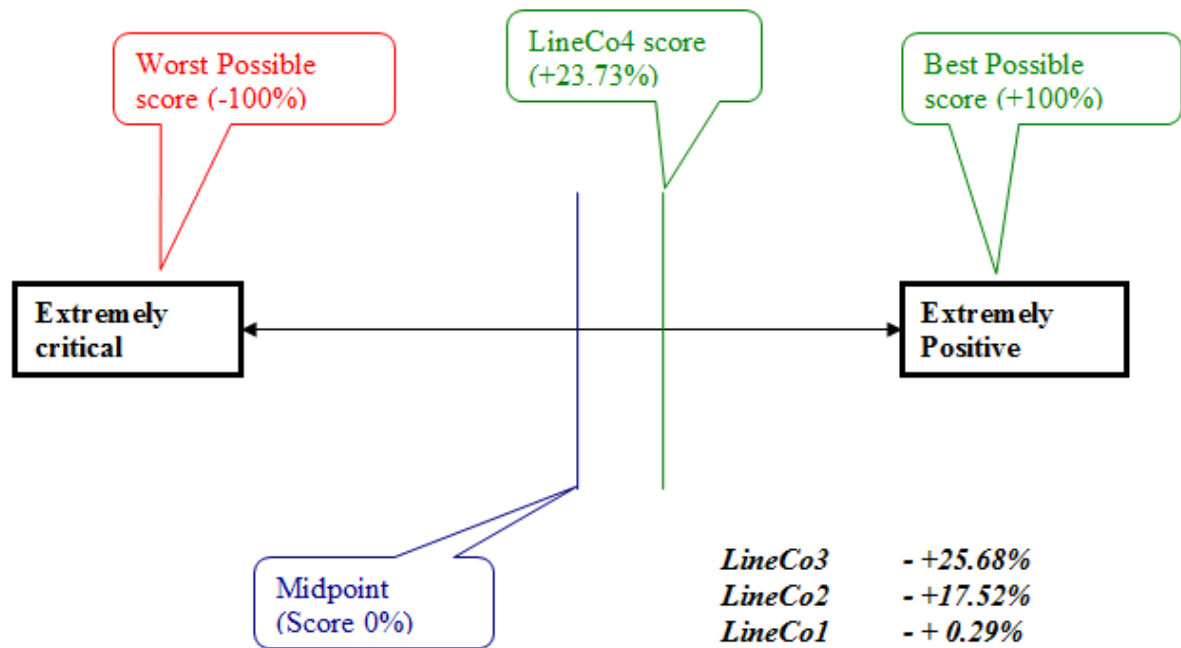 Worst Possible
score (-100%)
LineCo4 score
(+23.73%)
Best Possible
score (+100%)
Extremely
critical
Extremely
Positive
Midpoint
(Score 0%)
LineCo3 - +25.68%
LineCo2 - +17.52%
LineCo1 - + 0.29%